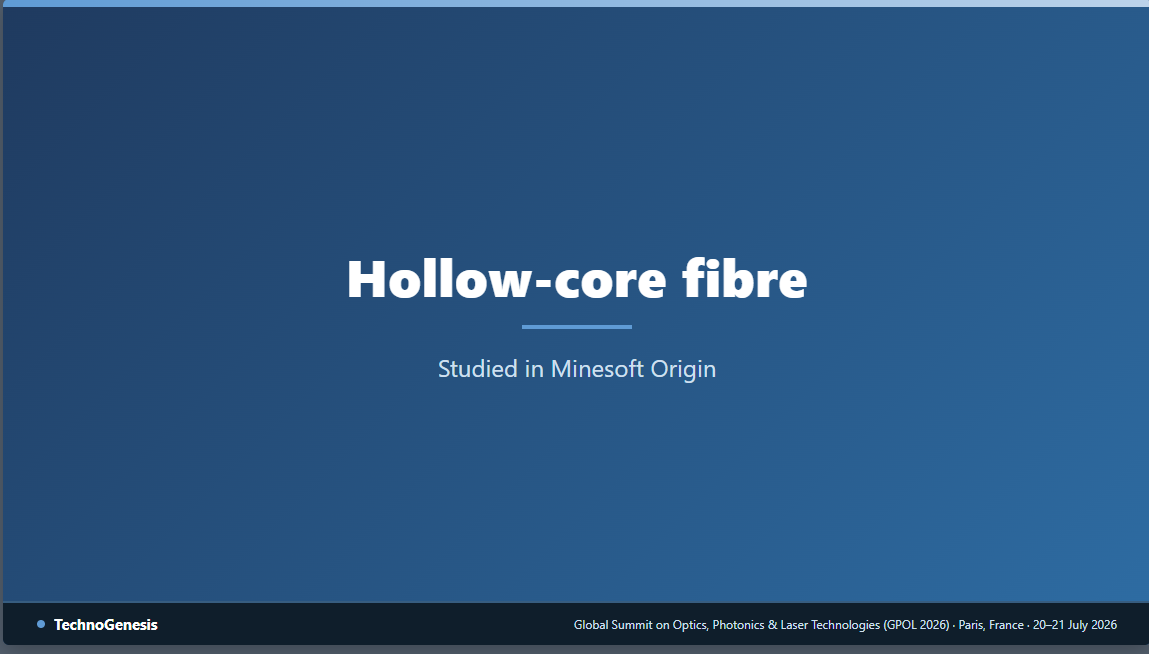 Hollow-core fibre
Studied in Minesoft Origin
TechnoGenesis
Global Summit on Optics, Photonics & Laser Technologies (GPOL 2026) · Paris, France · 20–21 July 2026